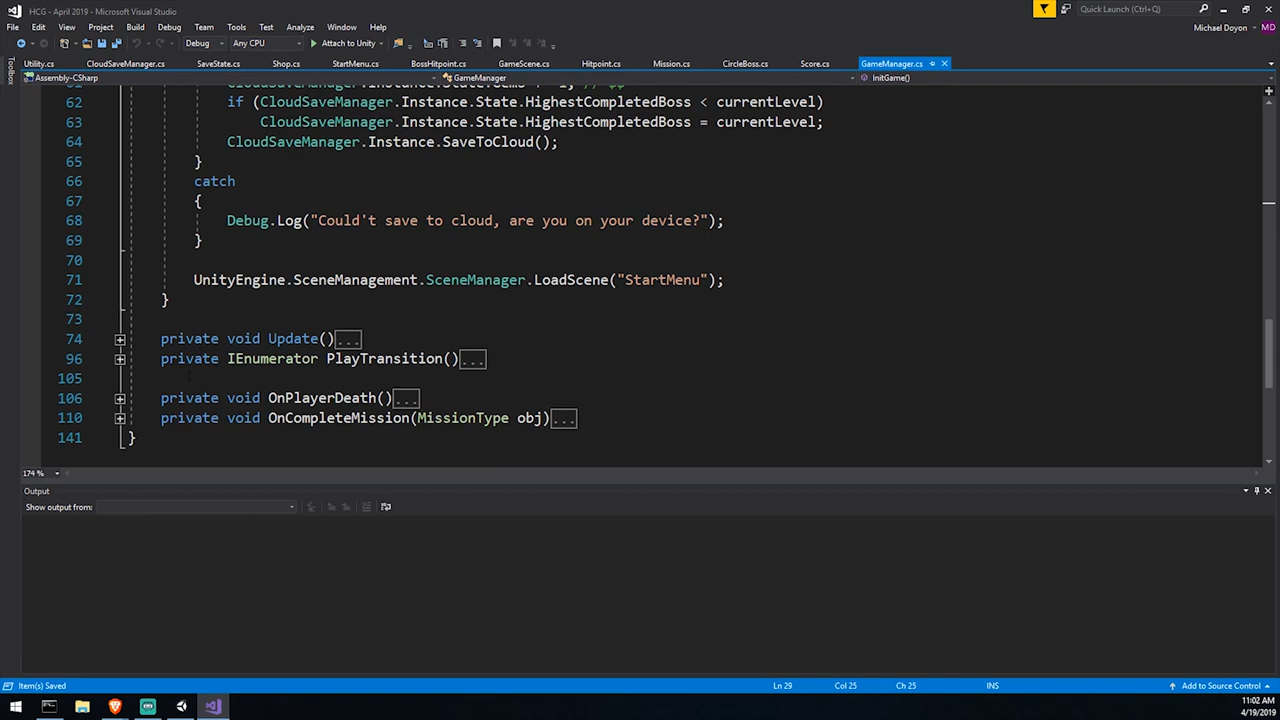 HCG - April 2019 - Microsoft Visual Studio
Quick Launch (Ctrl+Q)
File Edit View Project Build Debug Team Tools Test Analyze Window Help
Michael Doyon MD
Debug Any CPU Attach to Unity
Toolbox
Utility.cs CloudSaveManager.cs SaveState.cs Shop.cs StartMenu.cs BossHitpoint.cs GameScene.cs Hitpoint.cs Mission.cs CircleBoss.cs Score.cs GameManager.cs
Assembly-CSharp GameManager InitGame()
62 if (CloudSaveManager.Instance.State.HighestCompletedBoss < currentLevel)
63 CloudSaveManager.Instance.State.HighestCompletedBoss = currentLevel;
64 CloudSaveManager.Instance.SaveToCloud();
65 }
66 catch
67 {
68 Debug.Log("Could't save to cloud, are you on your device?");
69 }
70
71 UnityEngine.SceneManagement.SceneManager.LoadScene("StartMenu");
72 }
73
74 private void Update()...
96 private IEnumerator PlayTransition()...
105
106 private void OnPlayerDeath()...
110 private void OnCompleteMission(MissionType obj)...
141 }
174 %
Output
Show output from:
Item(s) Saved Ln 29 Col 25 Ch 25 INS Add to Source Control
11:02 AM
4/19/2019